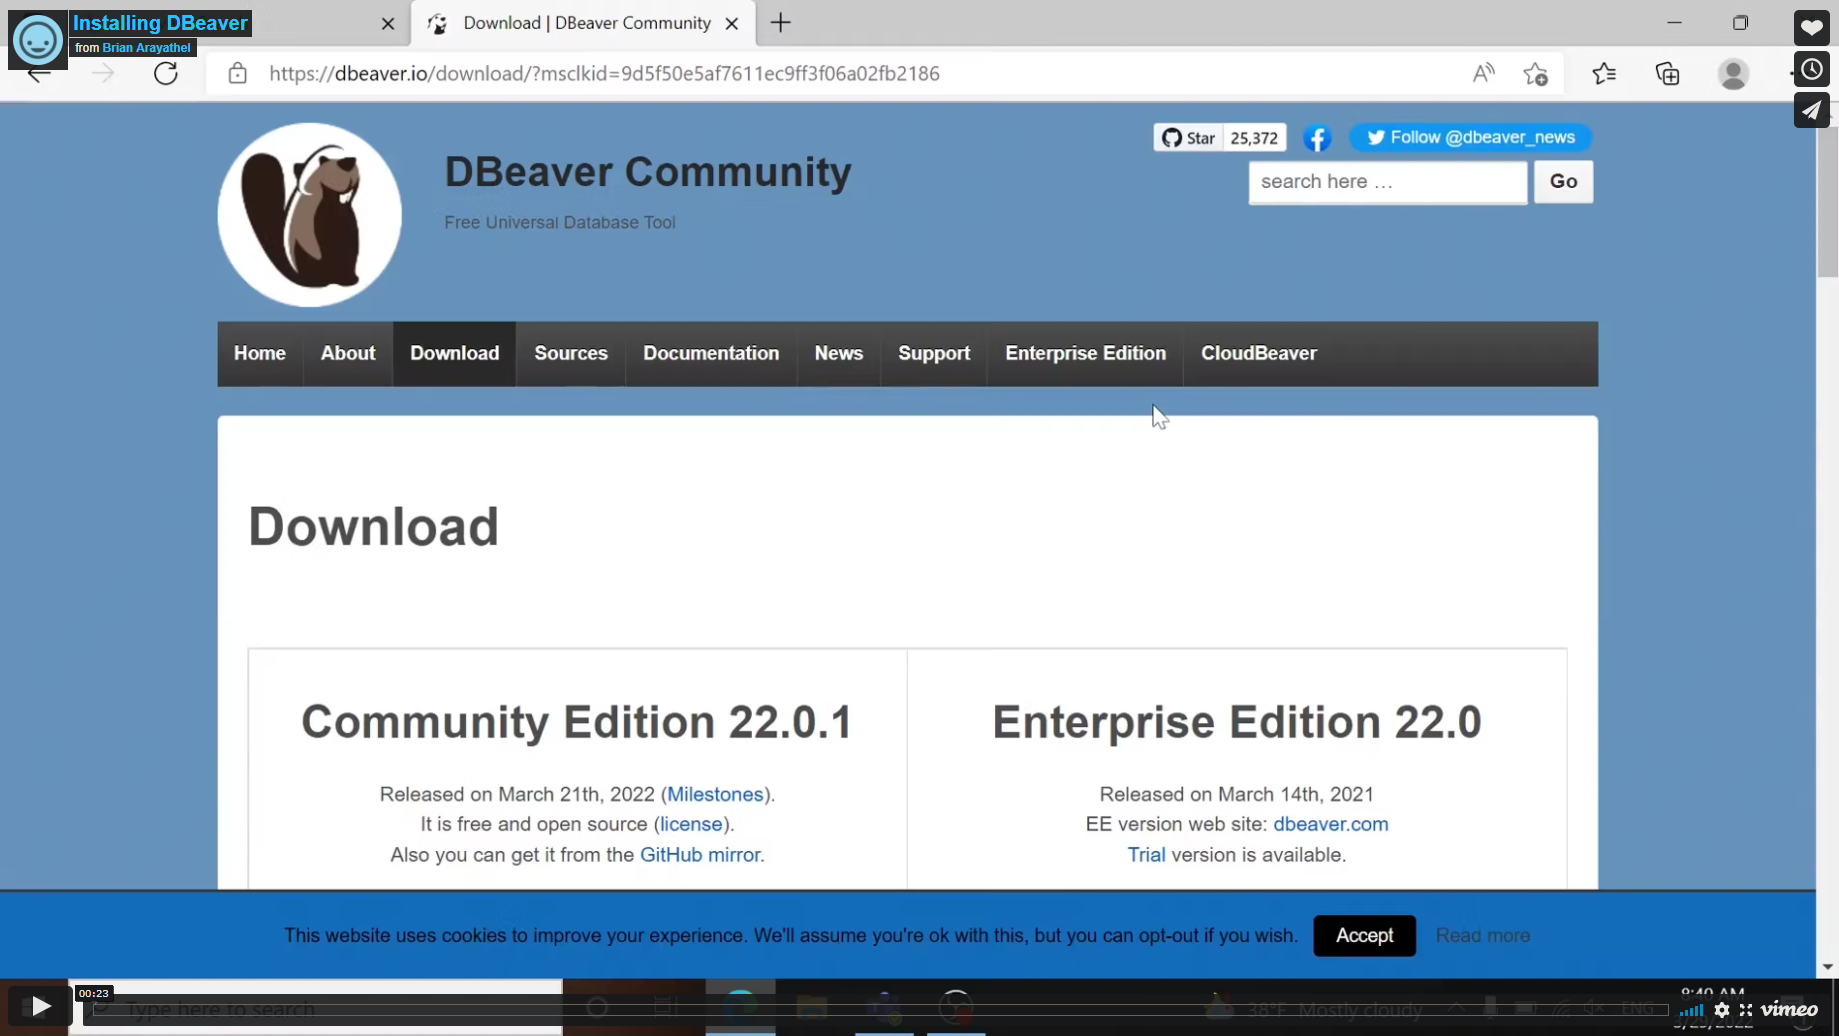 Installing DBeaver
from Brian Arayathel
Download | DBeaver Community
https://dbeaver.io/download/?msclkid=9d5f50e5af7611ec9ff3f06a02fb2186
DBeaver Community
Free Universal Database Tool
Star 25,372
Follow @dbeaver_news
search here ...
Go
Home About Download Sources Documentation News Support Enterprise Edition CloudBeaver
Download
Community Edition 22.0.1
Released on March 21th, 2022 (Milestones).
It is free and open source (license).
Also you can get it from the GitHub mirror.
Enterprise Edition 22.0
Released on March 14th, 2021
EE version web site: dbeaver.com
Trial version is available.
This website uses cookies to improve your experience. We'll assume you're ok with this, but you can opt-out if you wish.
Accept
Read more
00:23
Type here to search
38°F Mostly cloudy
ENG
8:40 AM
3/29/2022
vimeo